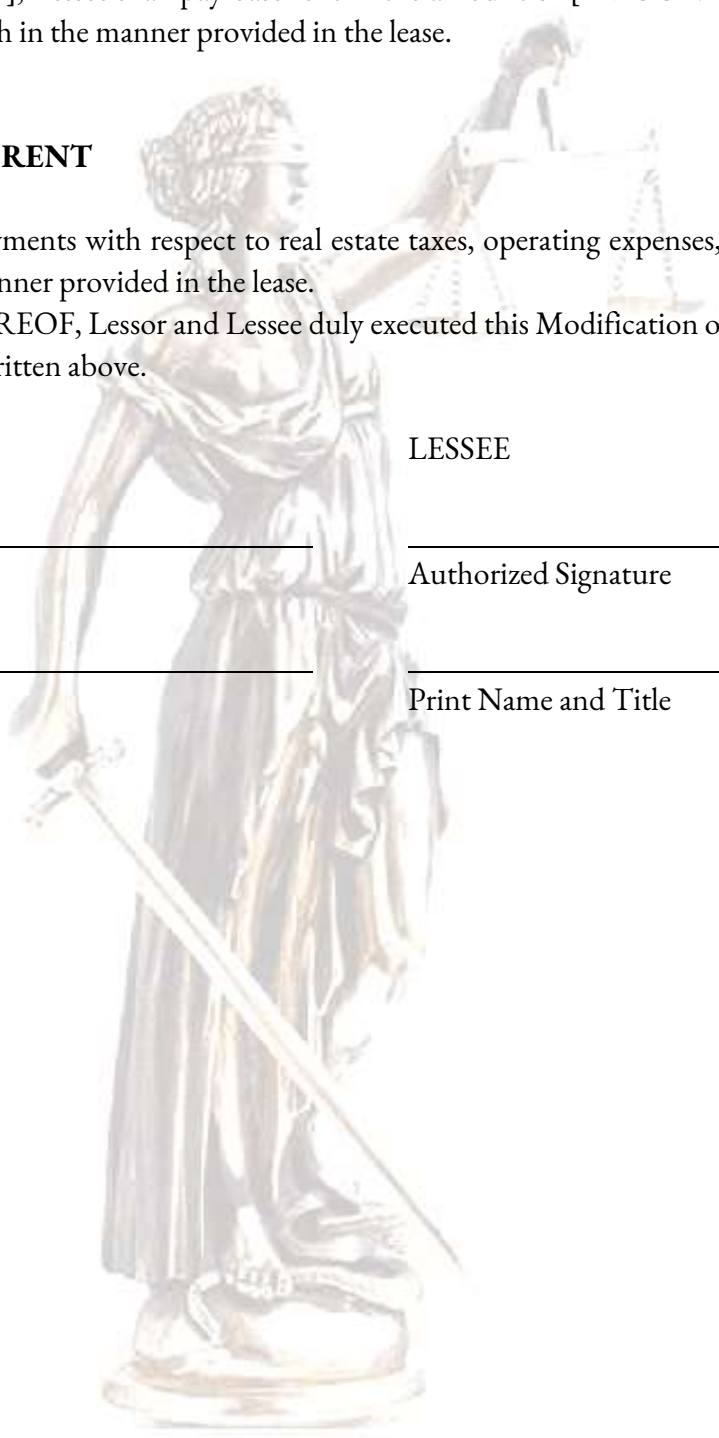 h in the manner provided in the lease.
RENT
yments with respect to real estate taxes, operating expenses,
nner provided in the lease.
REOF, Lessor and Lessee duly executed this Modification o
ritten above.
LESSEE
Authorized Signature
Print Name and Title